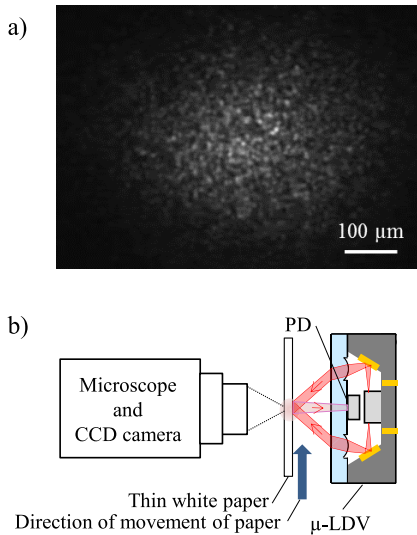 a)
100 µm
b)
PD
Microscope
and
CCD camera
Thin white paper
Direction of movement of paper
µ-LDV